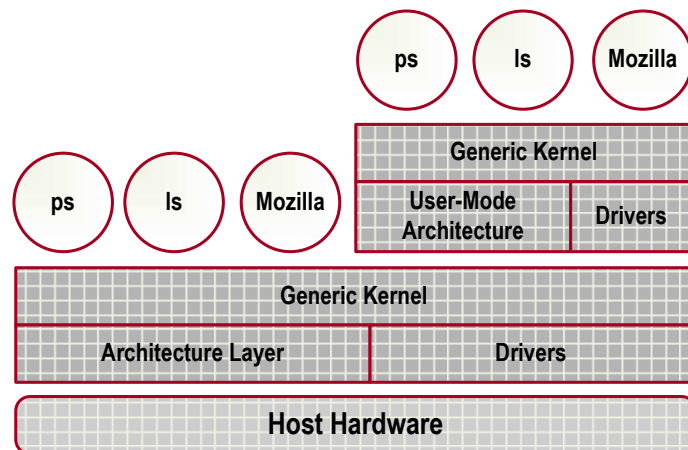 ps
ls
Mozilla
Generic Kernel
User-Mode
Architecture
Drivers
ps
ls
Mozilla
Generic Kernel
Architecture Layer
Drivers
Host Hardware